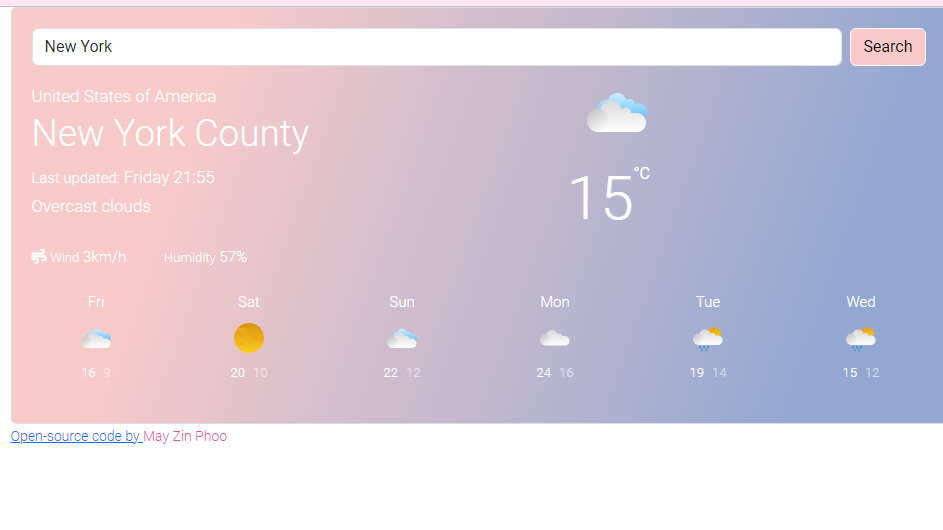 New York
Search
United States of America
New York County
Last updated: Friday 21:55
Overcast clouds
15°C
Wind 3km/h Humidity 57%
Fri Sat Sun Mon Tue Wed
16 9 20 10 22 12 24 16 19 14 15 12
Open-source code by May Zin Phoo